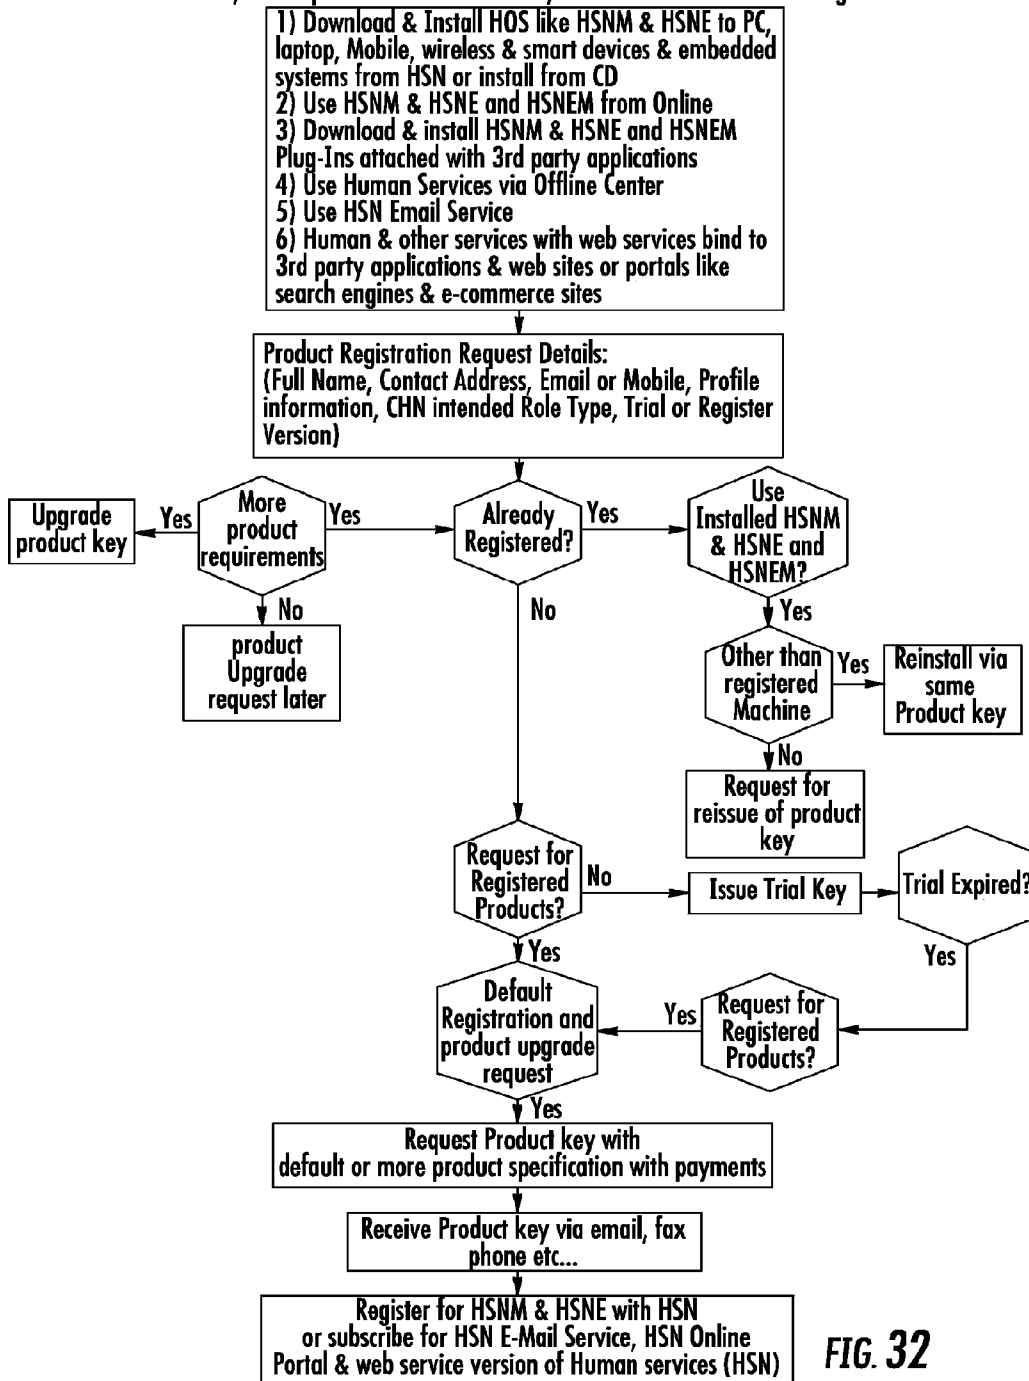 1) Download & Install HOS like HSNM & HSNE to PC,
laptop, Mobile, wireless & smart devices & embedded
systems from HSN or install from CD
2) Use HSNM & HSNE and HSNEM from Online
3) Download & install HSNM & HSNE and HSNEM
Plug-Ins attached with 3rd party applications
4) Use Human Services via Offline Center
5) Use HSN Email Service
6) Human & other services with web services bind to
3rd party applications & web sites or portals like
search engines & e-commerce sites
Product Registration Request Details:
(Full Name, Contact Address, Email or Mobile, Profile
information, CHN intended Role Type, Trial or Register
Version)
Upgrade
product key
Yes
More
product
requirements
Yes
Already
Registered?
Yes
Use
Installed HSNM
& HSNE and
HSNEM?
No
No
Yes
product
Upgrade
request later
Other than
registered
Machine
Yes
Reinstall via
same
Product key
No
Request for
reissue of product
key
Request for
Registered
Products?
No
Issue Trial Key
Trial Expired?
Yes
Yes
Default
Registration and
product upgrade
request
Yes
Request for
Registered
Products?
Yes
Request Product key with
default or more product specification with payments
Receive Product key via email, fax
phone etc...
Register for HSNM & HSNE with HSN
or subscribe for HSN E-Mail Service, HSN Online
Portal & web service version of Human services (HSN)
FIG. 32